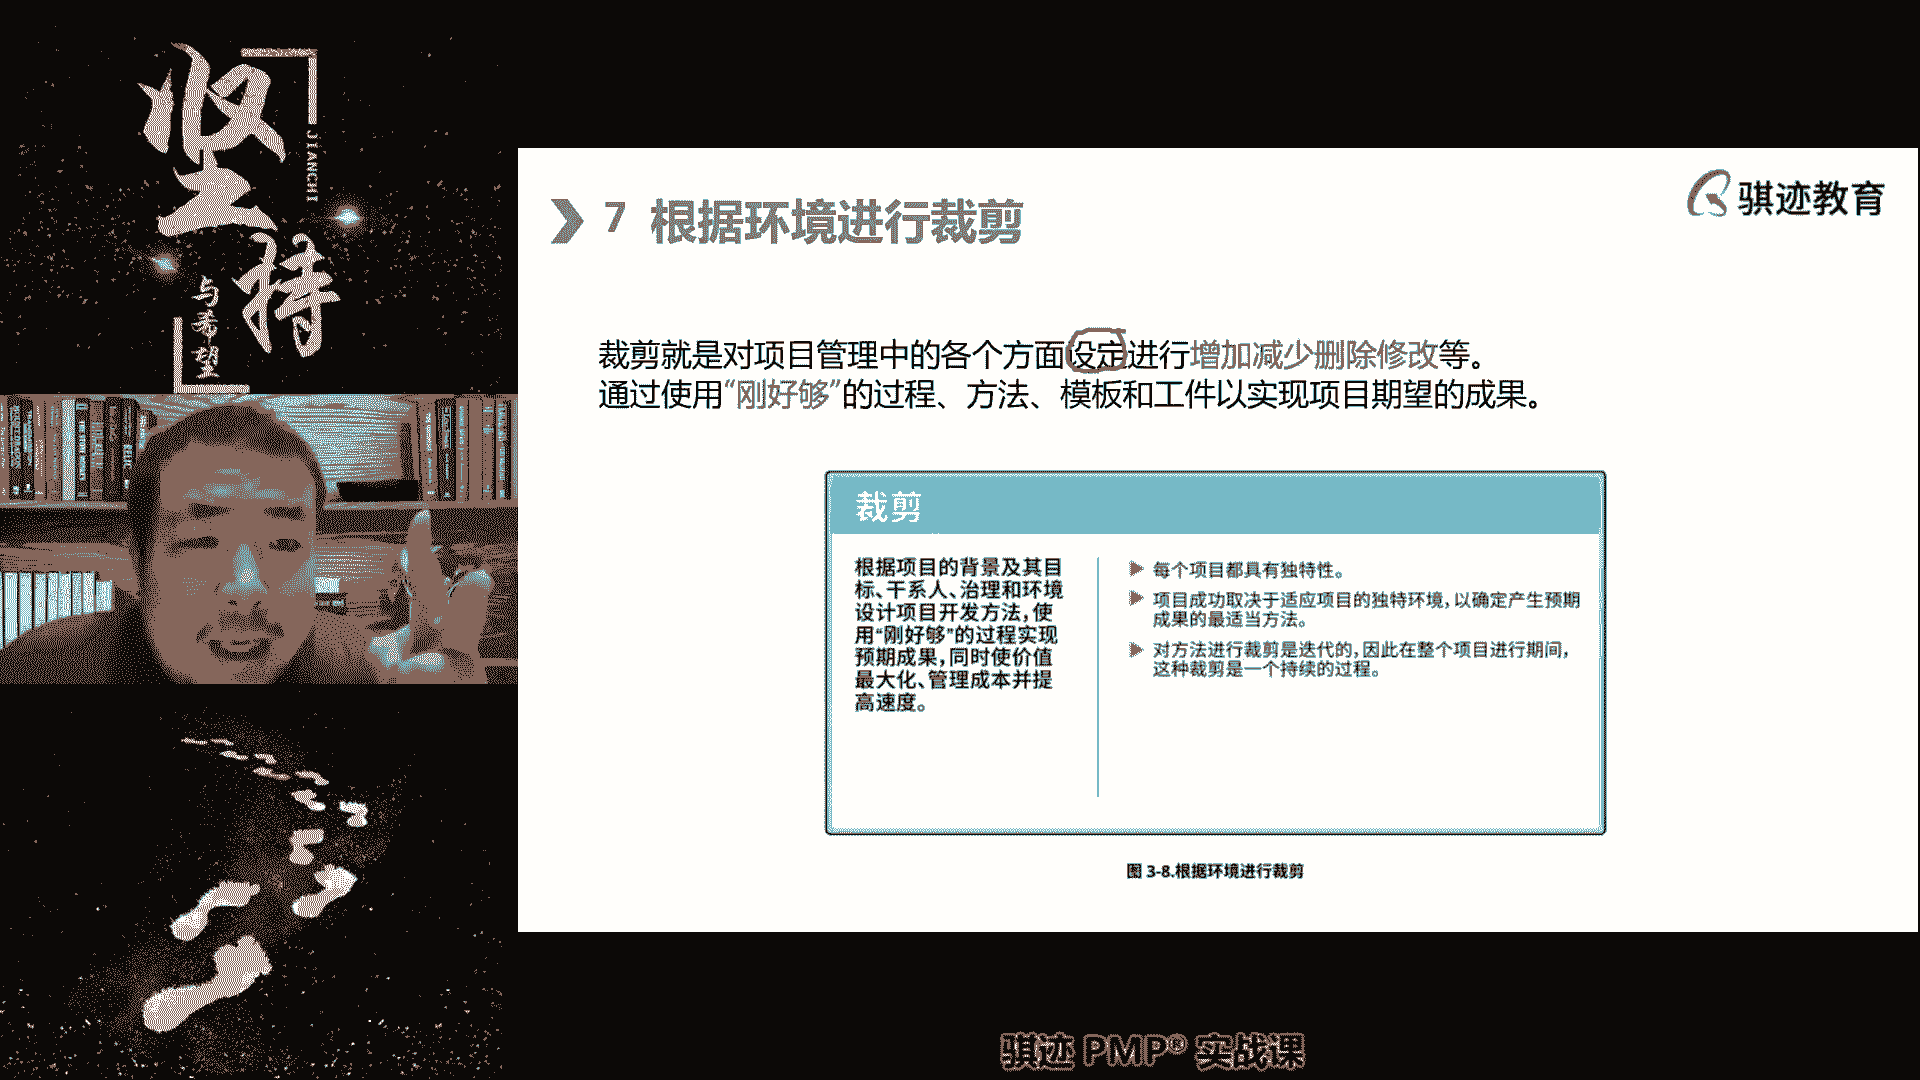 坚持
JIANCHI
与希望
骐迹教育
7 根据环境进行裁剪
裁剪就是对项目管理中的各个方面设定进行增加减少删除修改等。
通过使用“刚好够”的过程、方法、模板和工件以实现项目期望的成果。
裁剪
根据项目的背景及其目
标、干系人、治理和环境
设计项目开发方法,使
用“刚好够”的过程实现
预期成果,同时使价值
最大化、管理成本并提
高速度。
每个项目都具有独特性。
项目成功取决于适应项目的独特环境,以确定产生预期
成果的最适当方法。
对方法进行裁剪是迭代的,因此在整个项目进行期间,
这种裁剪是一个持续的过程。
图 3-8.根据环境进行裁剪
骐迹 PMP® 实战课